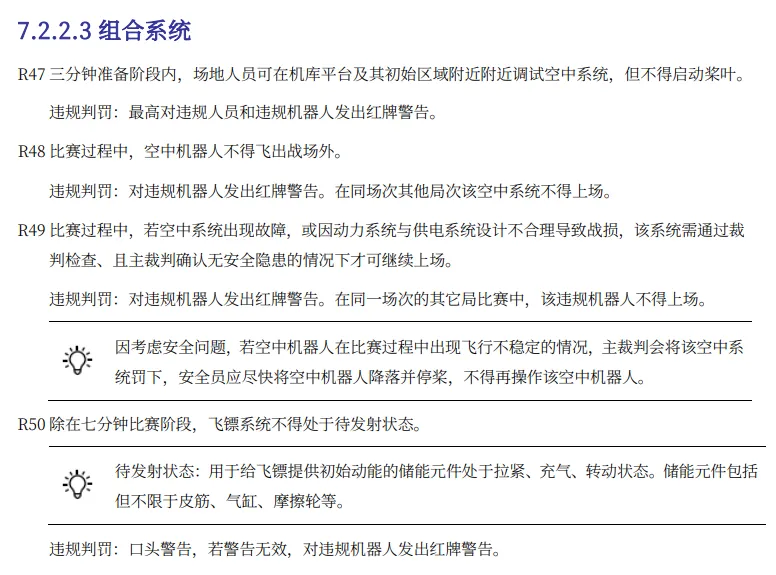 7.2.2.3 组合系统
R47 三分钟准备阶段内，场地人员可在机库平台及其初始区域附近附近调试空中系统，但不得启动桨叶。
违规判罚：最高对违规人员和违规机器人发出红牌警告。
R48 比赛过程中，空中机器人不得飞出战场外。
违规判罚：对违规机器人发出红牌警告。在同场次其他局次该空中系统不得上场。
R49 比赛过程中，若空中系统出现故障，或因动力系统与供电系统设计不合理导致战损，该系统需通过裁
判检查、且主裁判确认无安全隐患的情况下才可继续上场。
违规判罚：对违规机器人发出红牌警告。在同一场次的其它局比赛中，该违规机器人不得上场。
因考虑安全问题，若空中机器人在比赛过程中出现飞行不稳定的情况，主裁判会将该空中系
统罚下，安全员应尽快将空中机器人降落并停桨，不得再操作该空中机器人。
R50 除在七分钟比赛阶段，飞镖系统不得处于待发射状态。
待发射状态：用于给飞镖提供初始动能的储能元件处于拉紧、充气、转动状态。储能元件包括
但不限于皮筋、气缸、摩擦轮等。
违规判罚：口头警告，若警告无效，对违规机器人发出红牌警告。